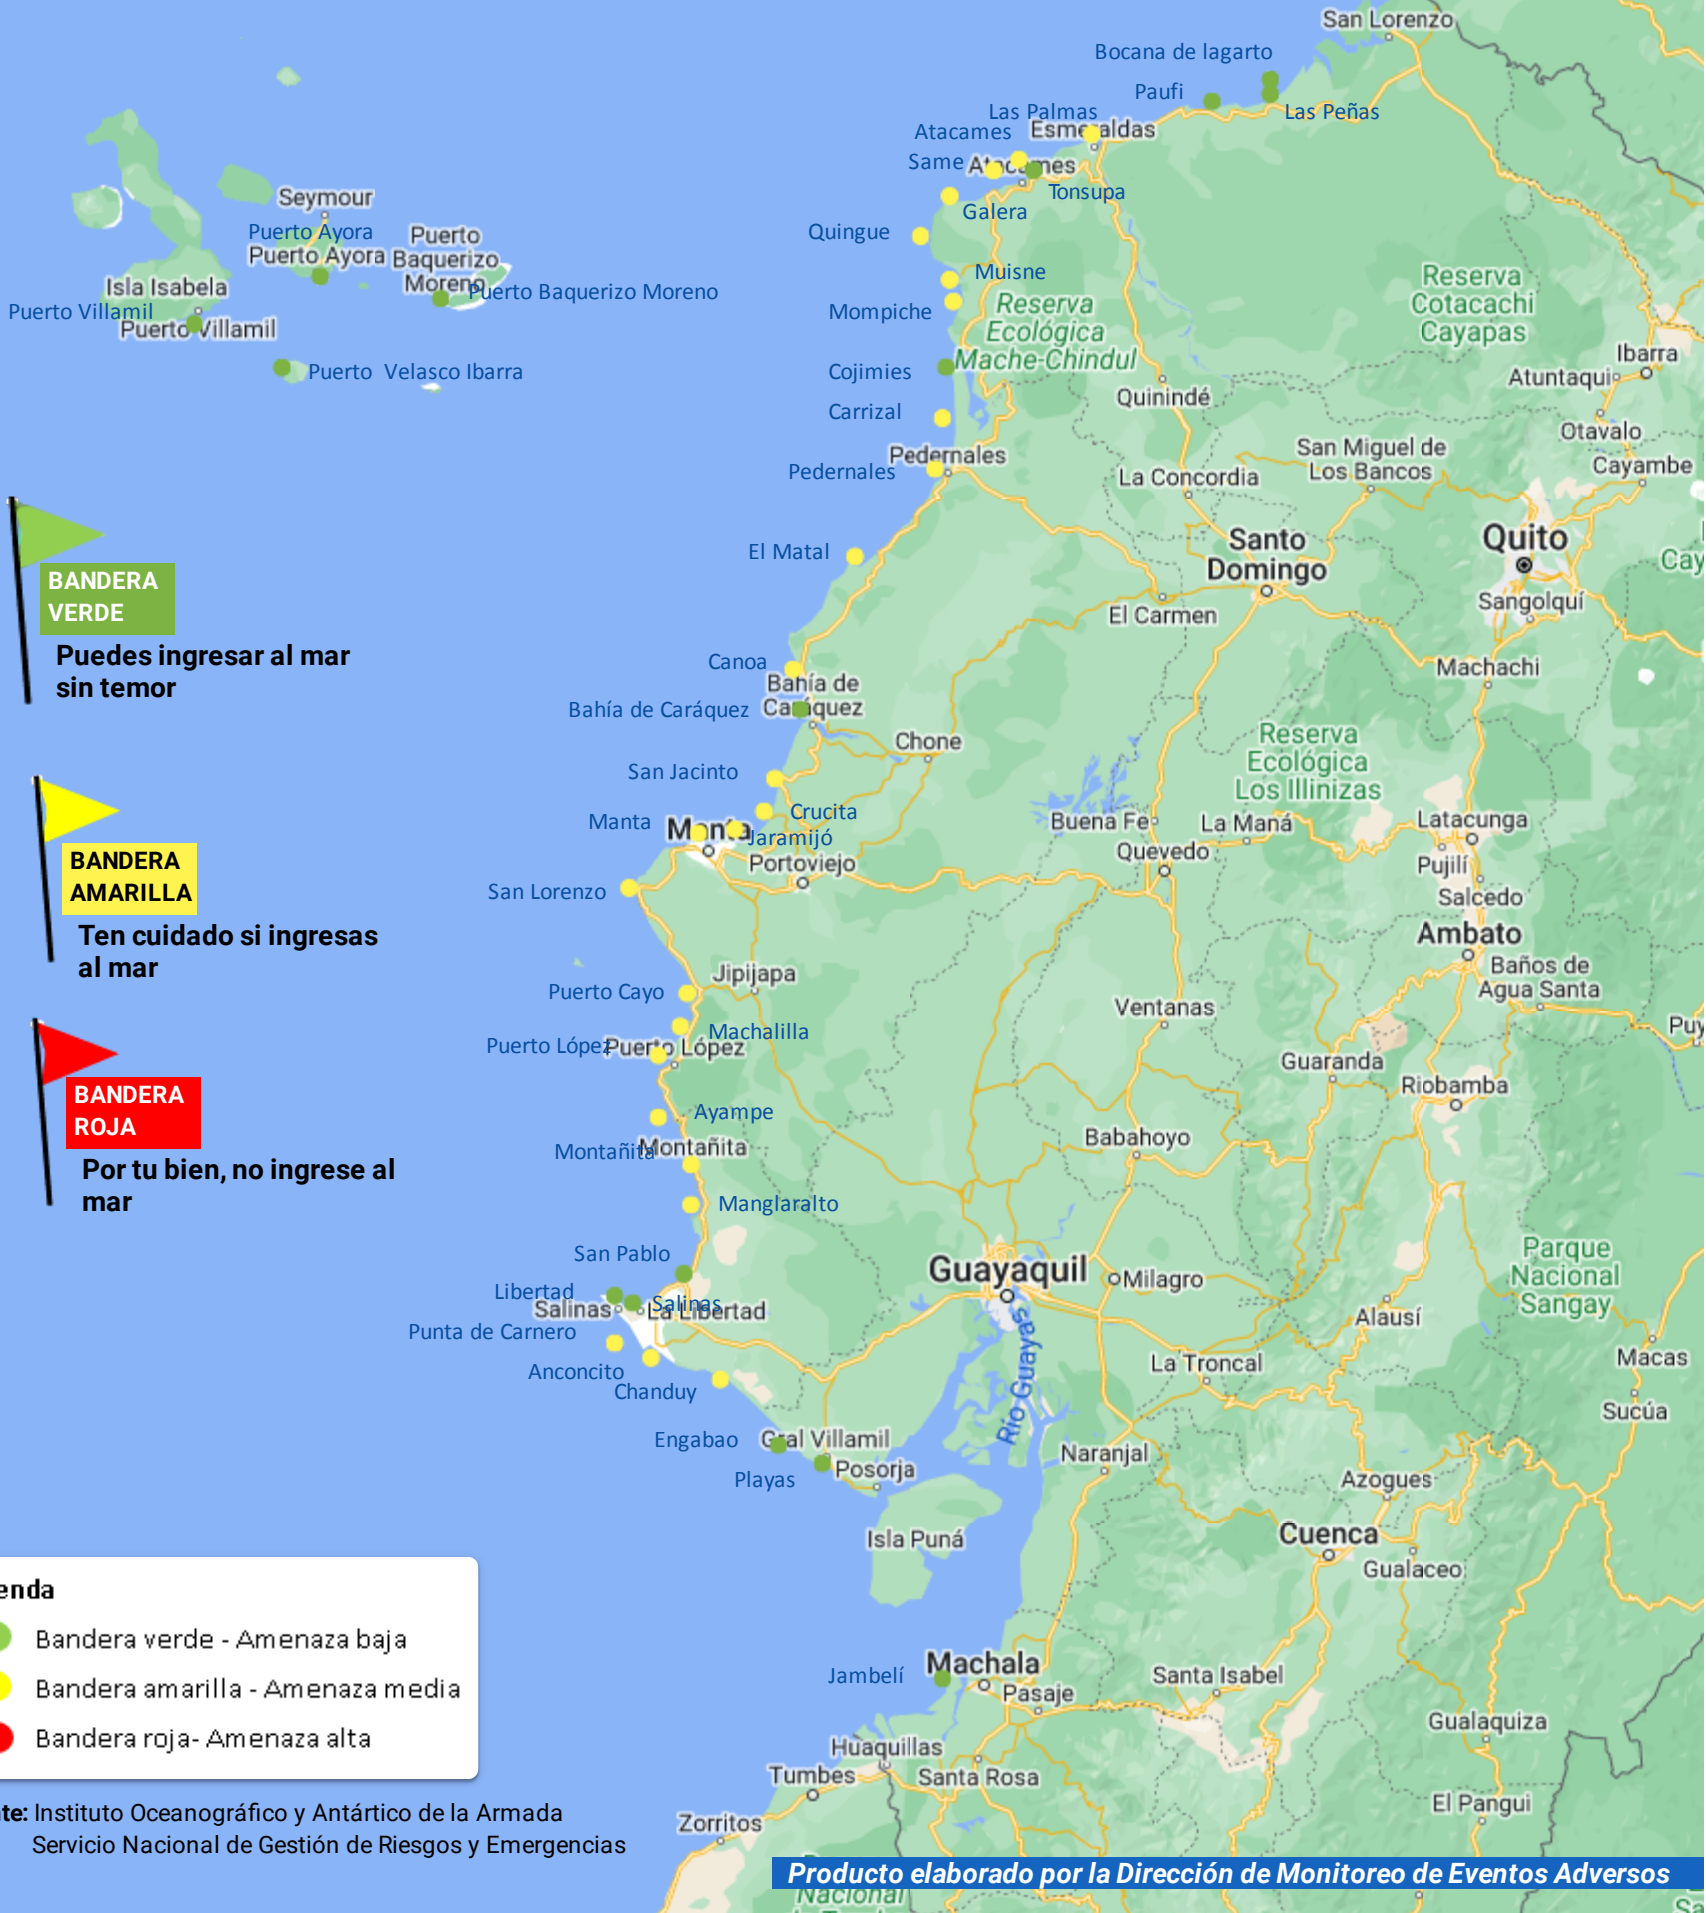 San Lorenzo
Bocana de lagarto
Paufi
Las Palmas
Las Peñas
Atacames
Esmeraldas
Same
Atacames
Tonsupa
Galera
Quingue
Muisne
Mompiche
Reserva
Ecológica
Mache-Chindul
Cojimies
Carrizal
Quinindé
Reserva
Cotacachi
Cayapas
Ibarra
Atuntaqui
Otavalo
Cayambe
San Miguel de
Los Bancos
La Concordia
Pedernales
Pedernales
Seymour
Puerto Ayora
Puerto Ayora
Puerto
Baquerizo
Moreno
Puerto Baquerizo Moreno
Isla Isabela
Puerto Villamil
Puerto Villamil
Puerto Velasco Ibarra
BANDERA
VERDE
Puedes ingresar al mar
sin temor
BANDERA
AMARILLA
Ten cuidado si ingresas
al mar
BANDERA
ROJA
Por tu bien, no ingrese al
mar
El Matal
Santo
Domingo
Quito
Cay
Sangolquí
El Carmen
Machachi
Canoa
Bahía de
Caráquez
Bahía de Caráquez
Chone
Reserva
Ecológica
Los Illinizas
San Jacinto
Crucita
Manta
Manta
Jaramijó
Portoviejo
Buena Fe
La Maná
Quevedo
Latacunga
Pujilí
Salcedo
San Lorenzo
Ambato
Baños de
Agua Santa
Jipijapa
Puerto Cayo
Ventanas
Machalilla
Puerto López
Puerto López
Puy
Guaranda
Riobamba
Ayampe
Montañita
Montañita
Babahoyo
Manglaralto
San Pablo
Guayaquil
Milagro
Parque
Nacional
Sangay
Libertad
Salinas
Salinas
La Libertad
Punta de Carnero
Alausí
Anconcito
Chanduy
Río Guayas
La Troncal
Macas
Sucúa
Engabao
Gral Villamil
Playas
Posorja
Naranjal
Azogues
Isla Puná
Cuenca
Gualaceo
enda
Bandera verde - Amenaza baja
Bandera amarilla - Amenaza media
Bandera roja- Amenaza alta
Jambelí
Machala
Pasaje
Santa Isabel
Gualaquiza
Huaquillas
Tumbes
Santa Rosa
Zorritos
El Pangui
te: Instituto Oceanográfico y Antártico de la Armada
Servicio Nacional de Gestión de Riesgos y Emergencias
Producto elaborado por la Dirección de Monitoreo de Eventos Adversos
Nacional